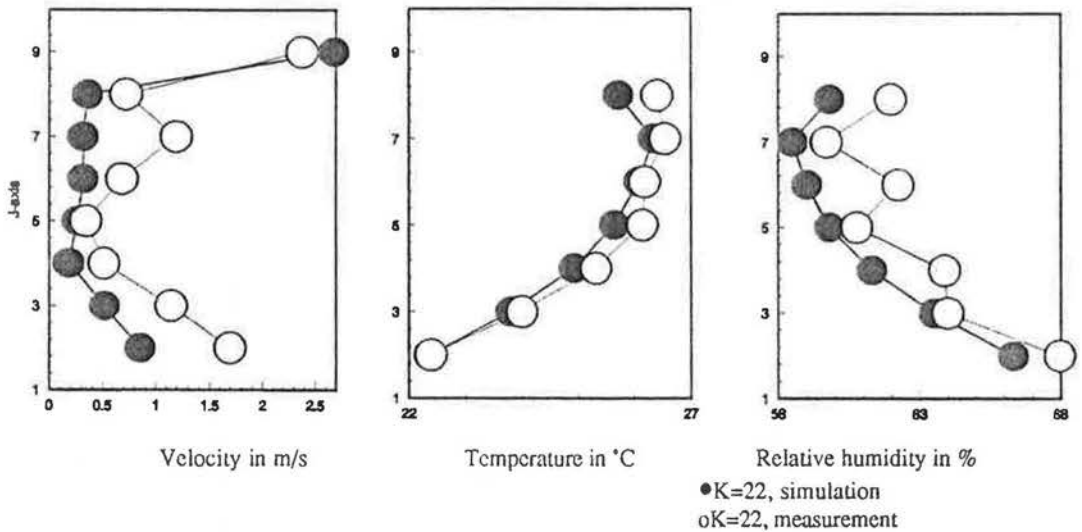 9
7
5
3
1
J-axis
0 0.5 1 1.5 2 2.5
Velocity in m/s
9
7
5
3
1
22 27
Temperature in °C
9
7
5
3
1
58 63 68
Relative humidity in %
●K=22, simulation
oK=22, measurement